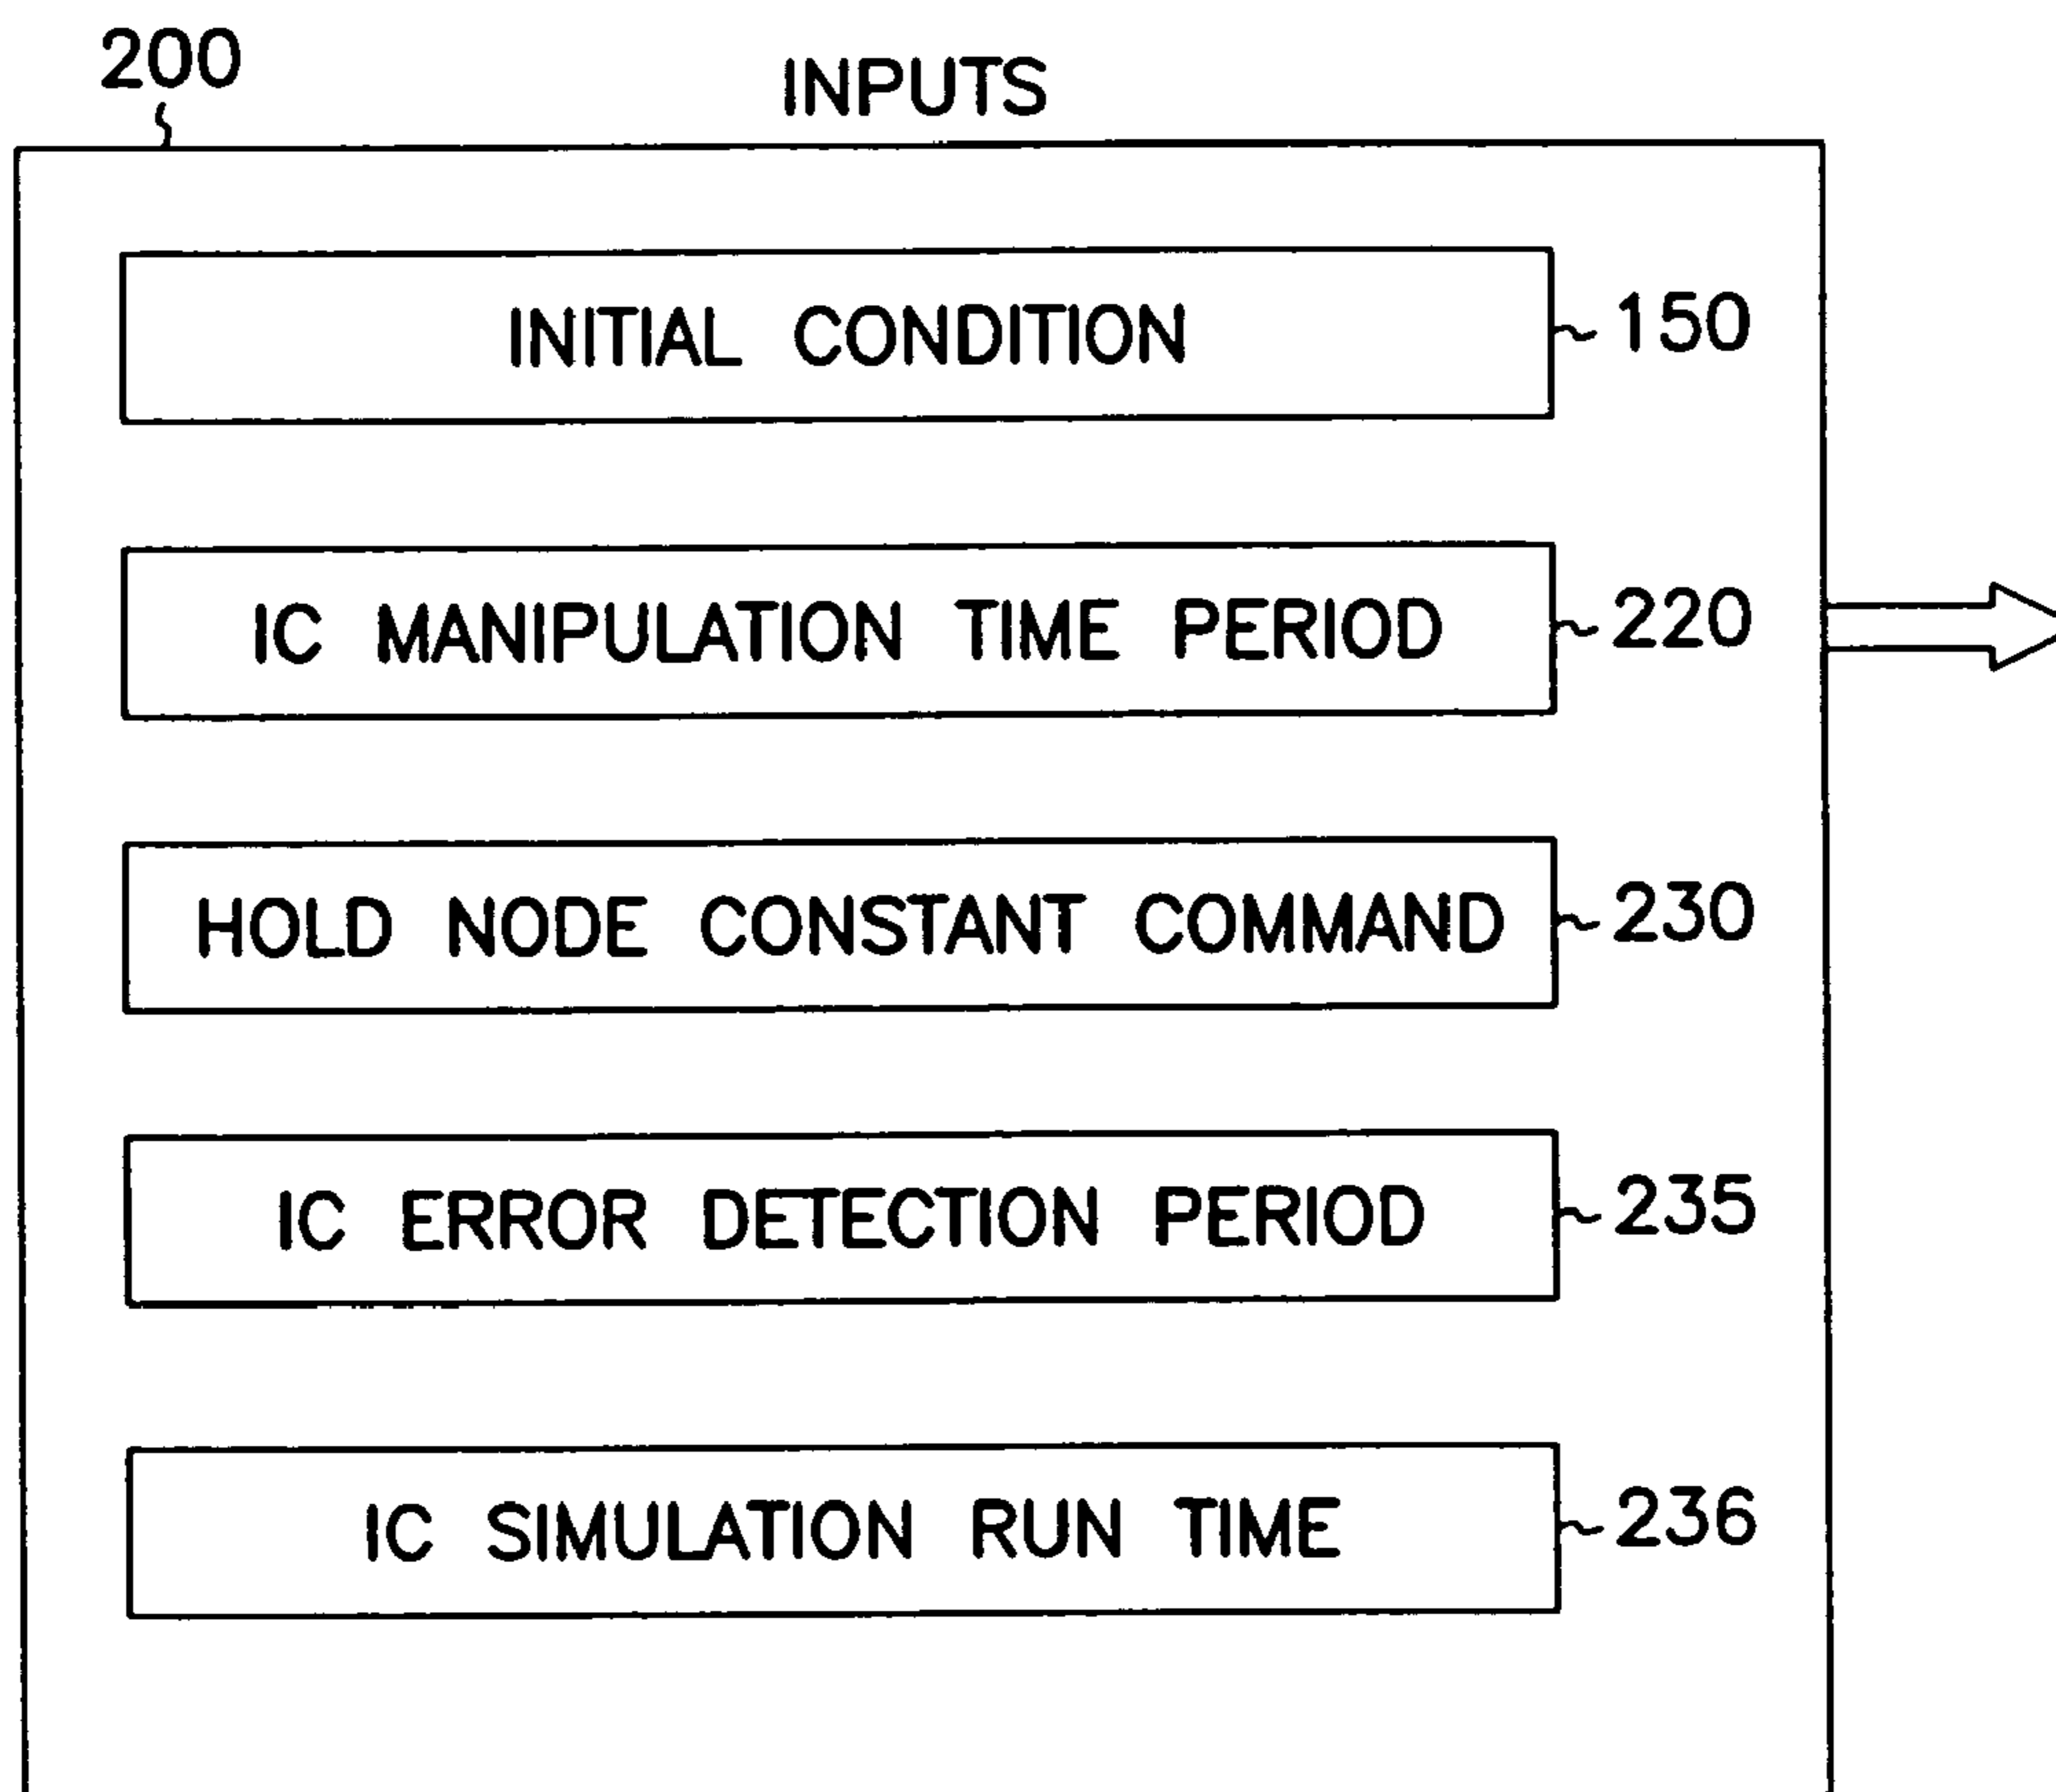 200
INPUTS
INITIAL CONDITION 150
IC MANIPULATION TIME PERIOD 220
HOLD NODE CONSTANT COMMAND 230
IC ERROR DETECTION PERIOD 235
IC SIMULATION RUN TIME 236